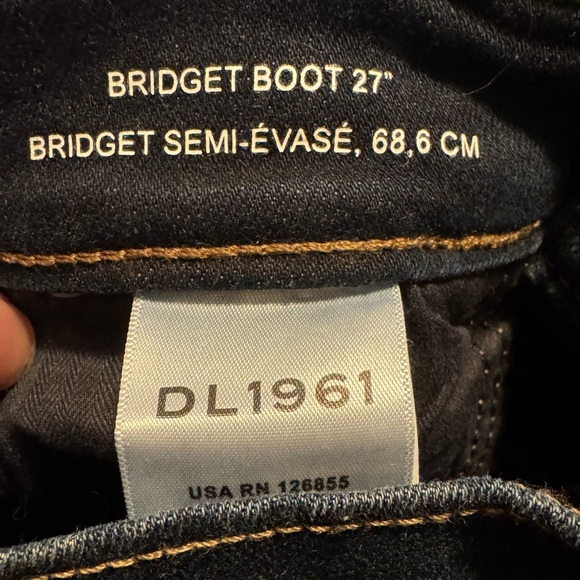 BRIDGET BOOT 27"
BRIDGET SEMI-ÉVASÉ, 68,6 CM
DL1961
USA RN 126855